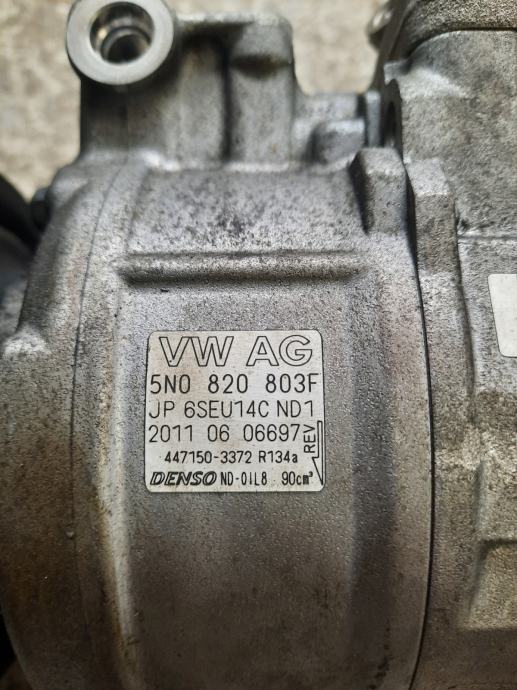 VW AG
5N0 820 803F
JP 6SEU14C ND1
2011 06 06697
REV
447150-3372 R134a
DENSO ND-OIL8 90cm³